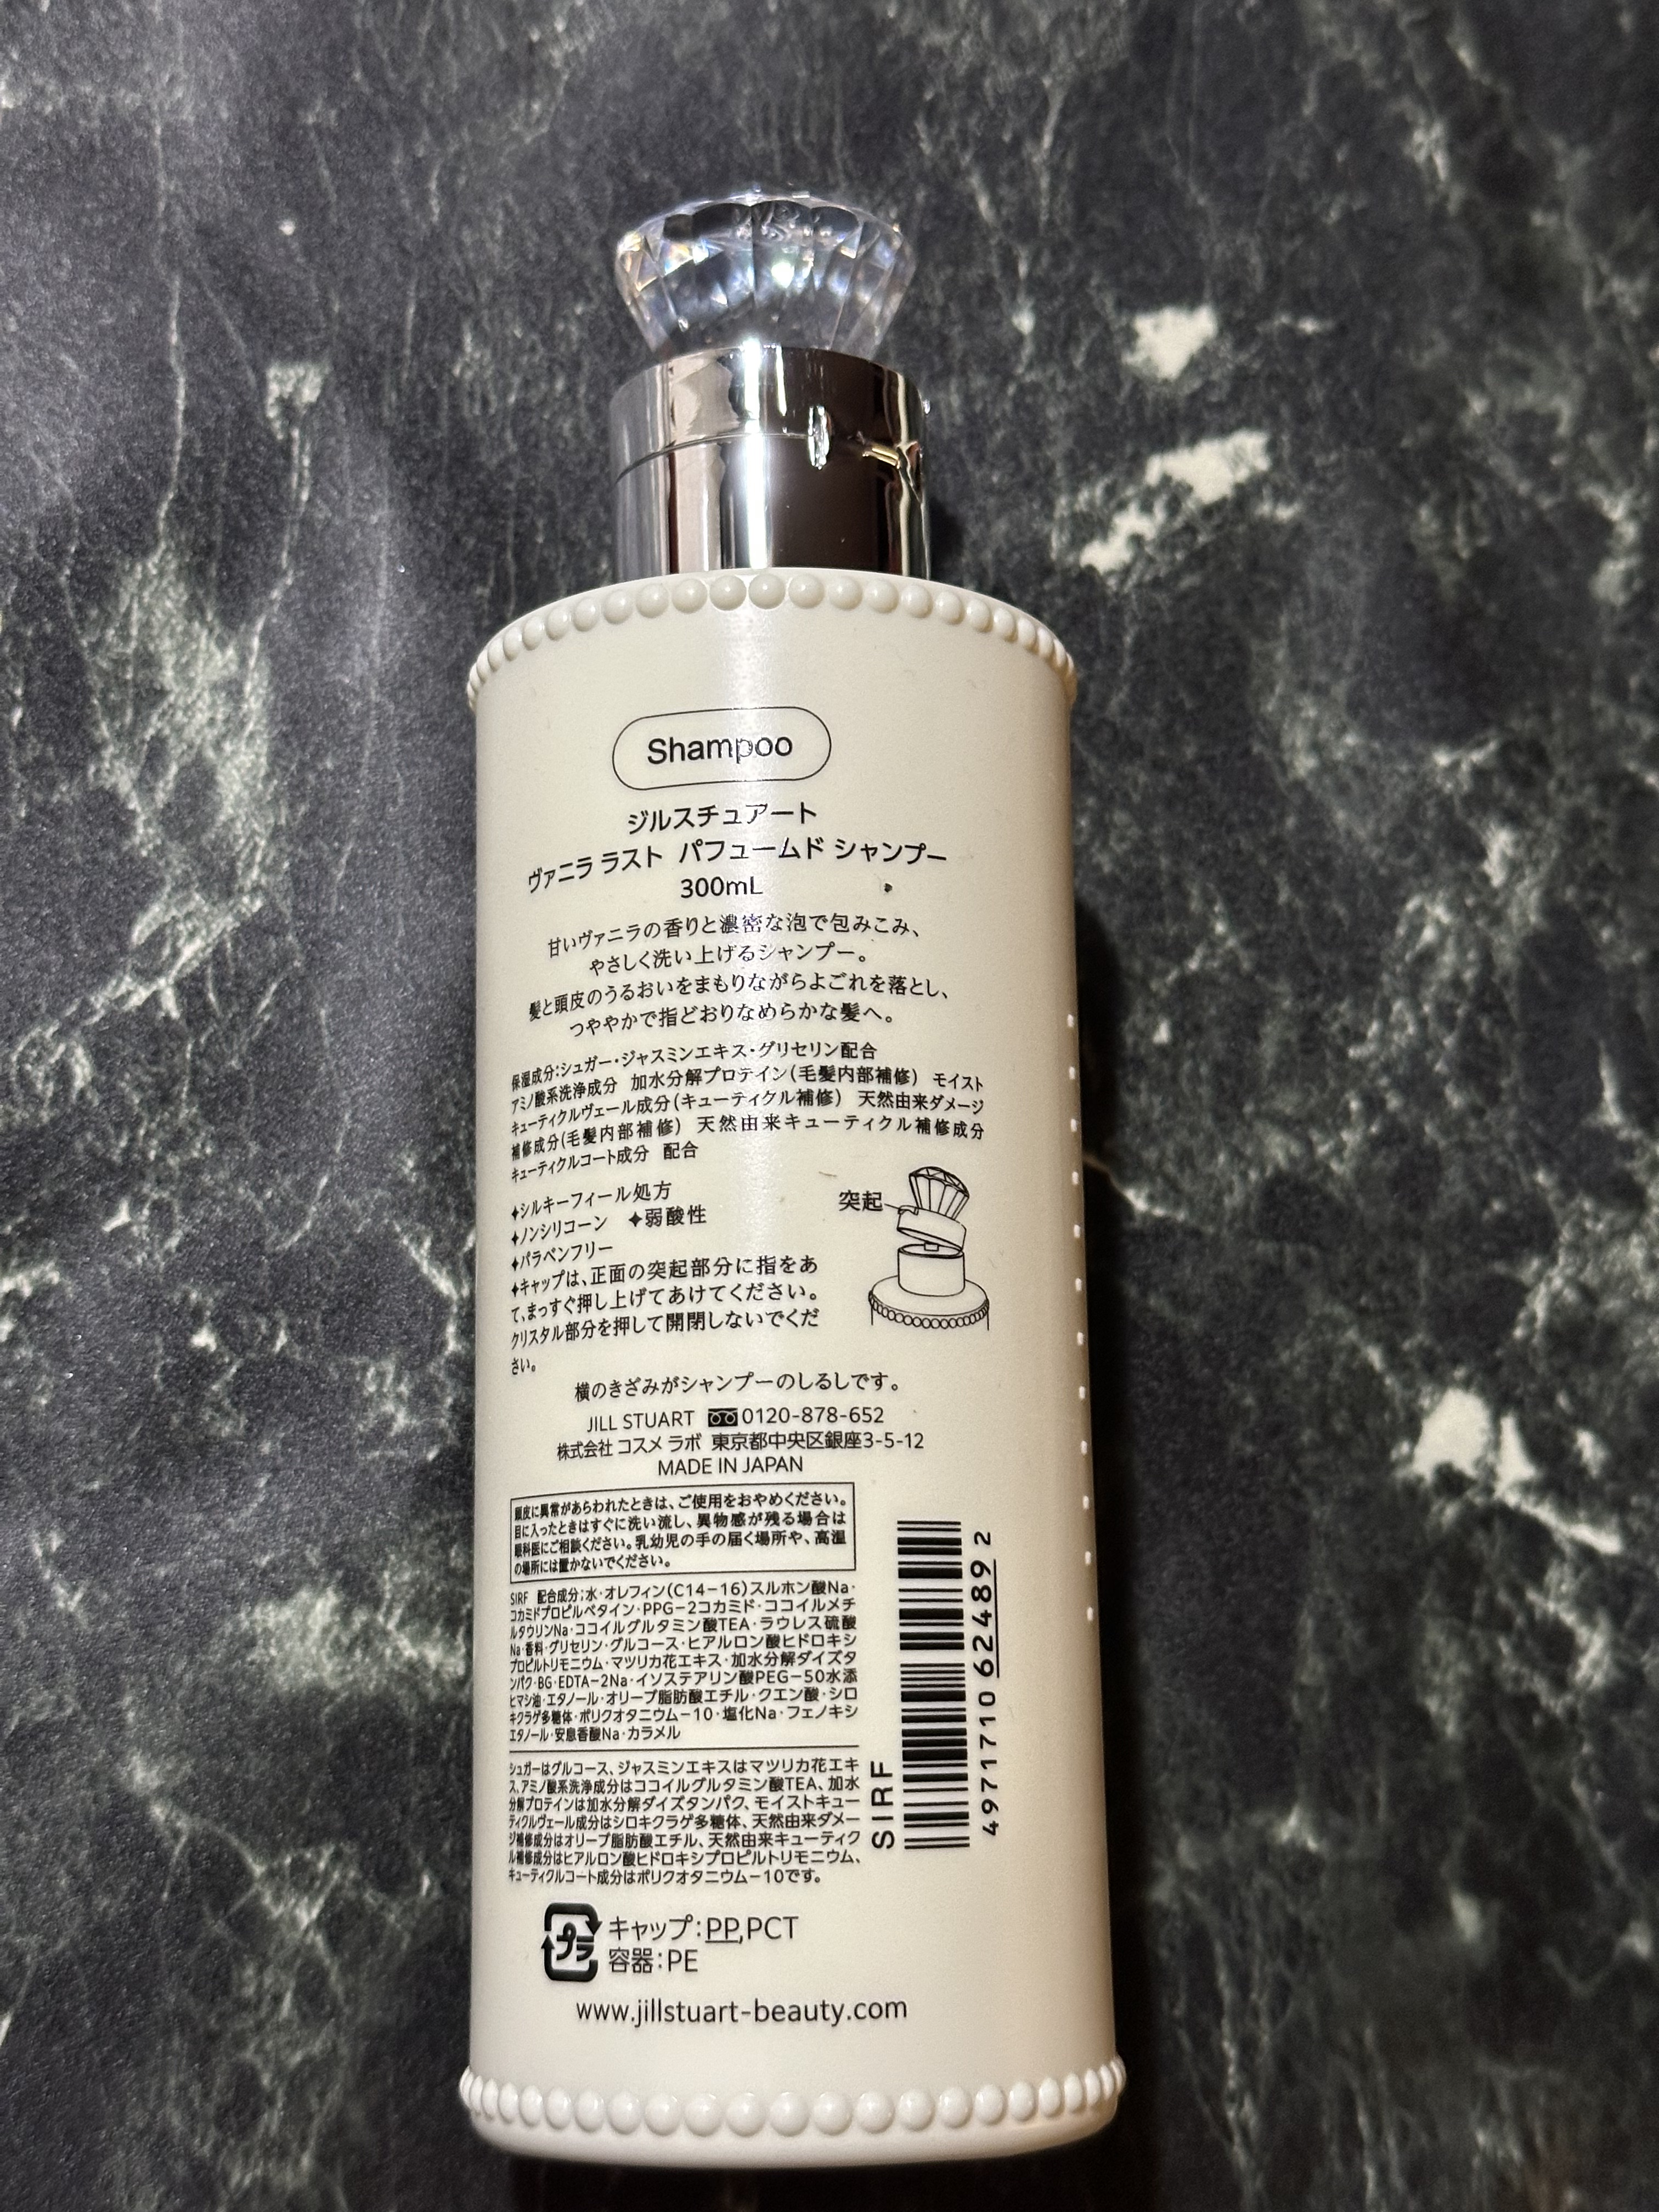 Shampoo
ジルスチュアート
ヴァニラ ラスト パフュームド シャンプー
300mL
甘いヴァニラの香りと濃密な泡で包みこみ、
やさしく洗い上げるシャンプー。
髪と頭皮のうるおいをまもりながらよごれを落とし、
つややかで指どおりなめらかな髪へ。
保湿成分:シュガー・ジャスミンエキス・グリセリン配合
アミノ酸系洗浄成分 加水分解プロテイン(毛髪内部補修) モイスト
キューティクルヴェール成分(キューティクル補修) 天然由来ダメージ
補修成分(毛髪内部補修) 天然由来キューティクル補修成分
キューティクルコート成分 配合
✦シルキーフィール処方
✦ノンシリコーン ✦弱酸性
✦パラベンフリー
✦キャップは、正面の突起部分に指をあ
て、まっすぐ押し上げてあけてください。
クリスタル部分を押して開閉しないでくだ
さい。
突起
横のきざみがシャンプーのしるしです。
JILL STUART 0120-878-652
株式会社 コスメ ラボ 東京都中央区銀座3-5-12
MADE IN JAPAN
頭皮に異常があらわれたときは、ご使用をおやめください。
目に入ったときはすぐに洗い流し、異物感が残る場合は
眼科医にご相談ください。乳幼児の手の届く場所や、高温
の場所には置かないでください。
SIRF 配合成分;水・オレフィン(C14-16)スルホン酸Na・
コカミドプロピルベタイン・PPG-2コカミド・ココイルメチ
ルタウリンNa・ココイルグルタミン酸TEA・ラウレス硫酸
Na・香料・グリセリン・グルコース・ヒアルロン酸ヒドロキシ
プロピルトリモニウム・マツリカ花エキス・加水分解ダイズタ
ンパク・BG・EDTA-2Na・イソステアリン酸PEG-50水添
ヒマシ油・エタノール・オリーブ脂肪酸エチル・クエン酸・シロ
キクラゲ多糖体・ポリクオタニウム-10・塩化Na・フェノキシ
エタノール・安息香酸Na・カラメル
シュガーはグルコース、ジャスミンエキスはマツリカ花エキ
ス、アミノ酸系洗浄成分はココイルグルタミン酸TEA、加水
分解プロテインは加水分解ダイズタンパク、モイストキュー
ティクルヴェール成分はシロキクラゲ多糖体、天然由来ダメー
ジ補修成分はオリーブ脂肪酸エチル、天然由来キューティク
ル補修成分はヒアルロン酸ヒドロキシプロピルトリモニウム、
キューティクルコート成分はポリクオタニウム-10です。
SIRF
4971710 624892
プラ
キャップ:PP,PCT
容器:PE
www.jillstuart-beauty.com